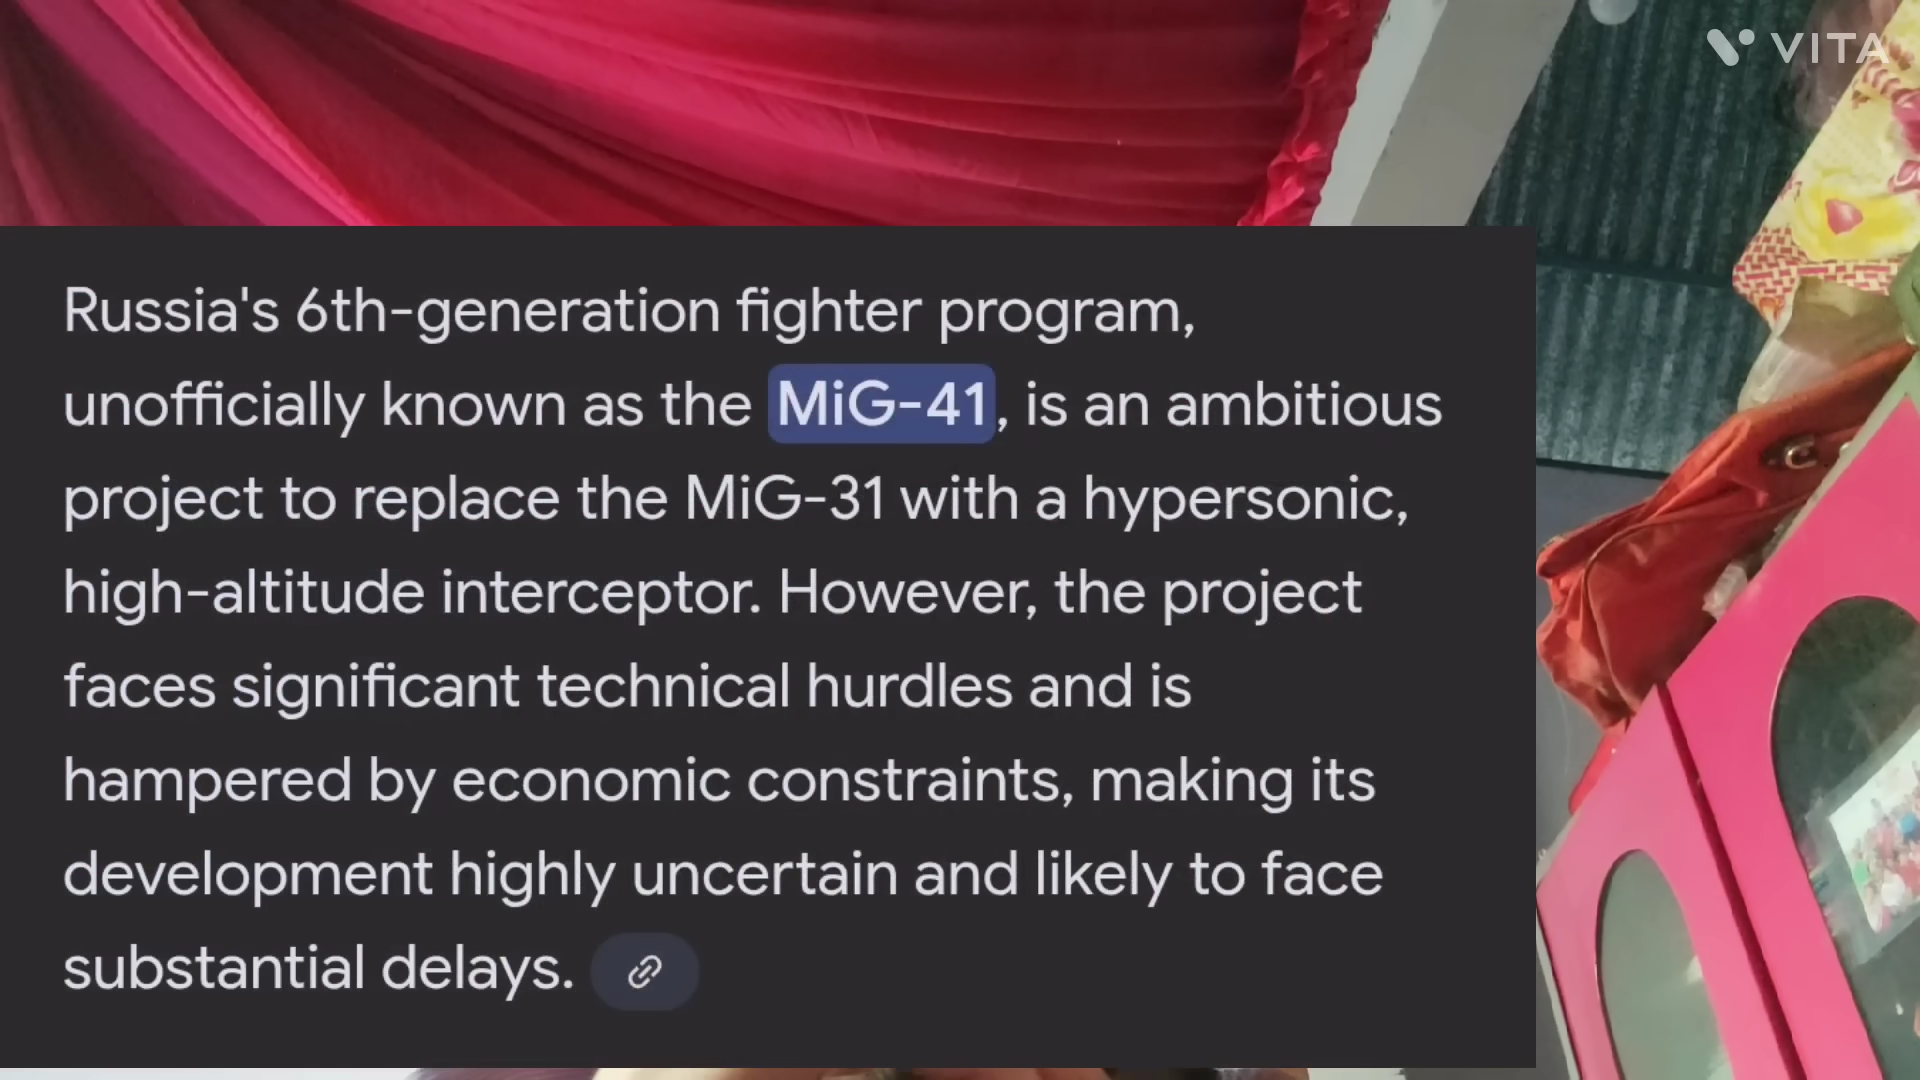 VITA
Russia's 6th-generation fighter program,
unofficially known as the MiG-41, is an ambitious
project to replace the MiG-31 with a hypersonic,
high-altitude interceptor. However, the project
faces significant technical hurdles and is
hampered by economic constraints, making its
development highly uncertain and likely to face
substantial delays.